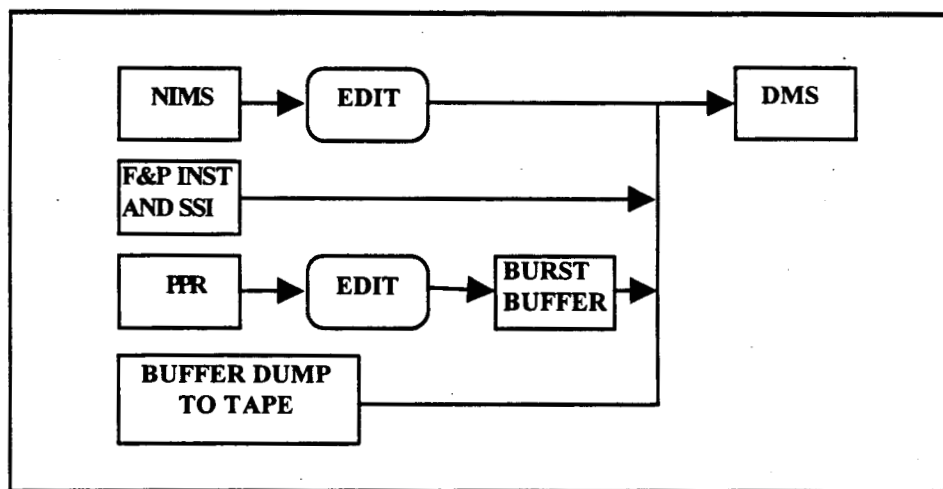 NIMS
EDIT
DMS
F&P INST
AND SSI
PPR
EDIT
BURST
BUFFER
BUFFER DUMP
TO TAPE